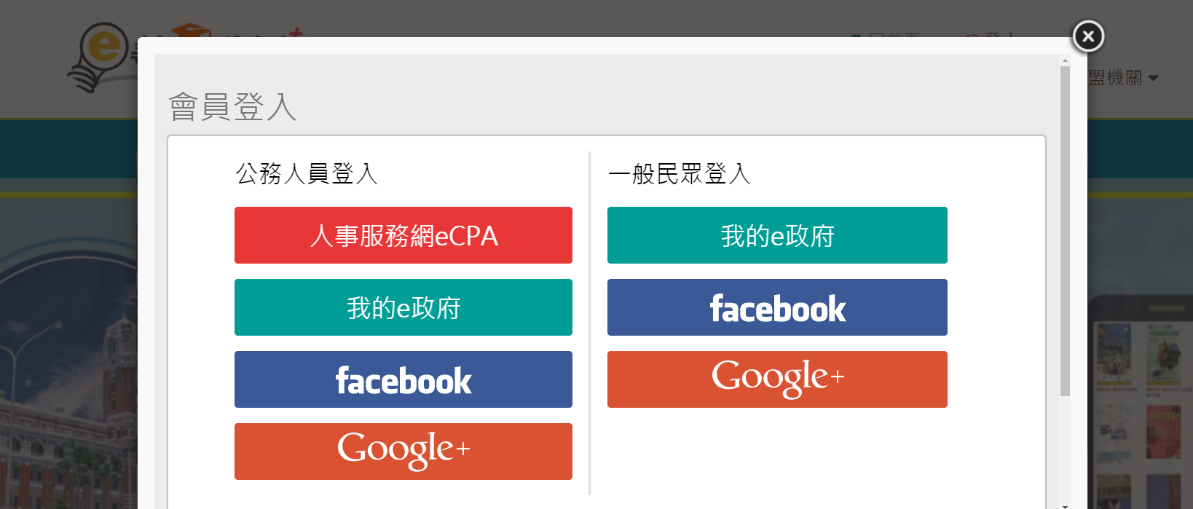 會員登入
公務人員登入
人事服務網eCPA
我的e政府
facebook
Google+
一般民眾登入
我的e政府
facebook
Google+
盟機關